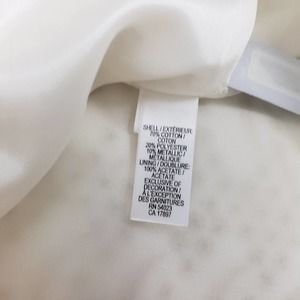 SHELL / EXTÉRIEUR:
70% COTTON /
COTON
20% POLYESTER
10% METALLIC /
METALLIQUE
LINING / DOUBLURE:
100% ACETATE /
ACÉTATE
EXCLUSIVE OF
DECORATION /
À L'EXCEPTION
DES GARNITURES
RN 54023
CA 17897